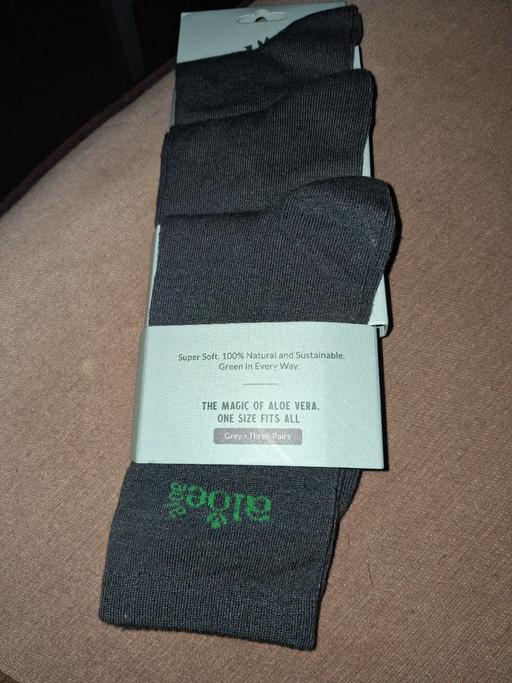 Super Soft. 100% Natural and Sustainable.
Green in Every Way.
THE MAGIC OF ALOE VERA.
ONE SIZE FITS ALL
Grey • Three Pairs
aloe
aloe